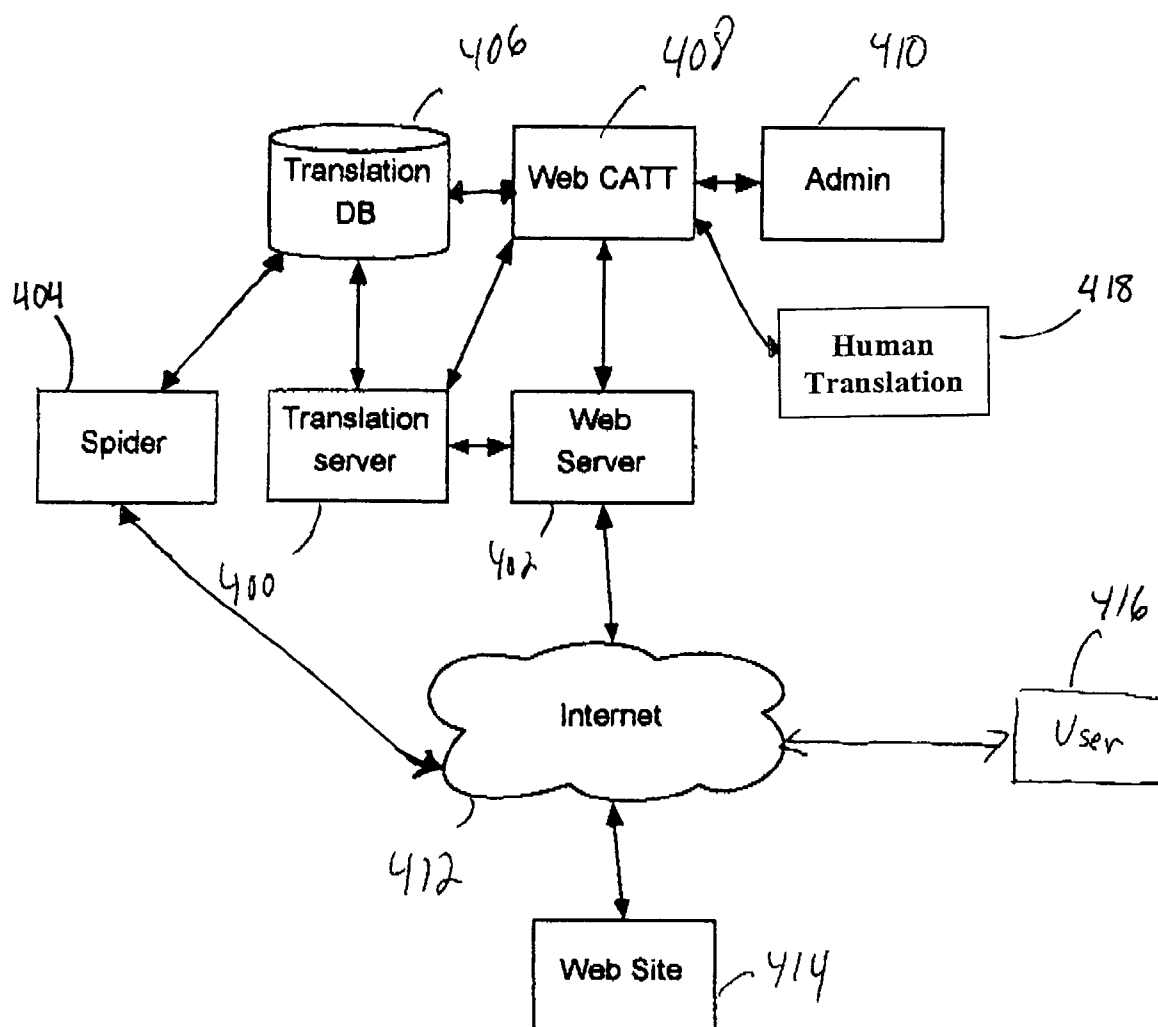 406
408
410
Translation
DB
Web CATT
Admin
404
418
Human
Translation
Spider
Translation
server
Web
Server
400
402
416
Internet
User
412
Web Site
414